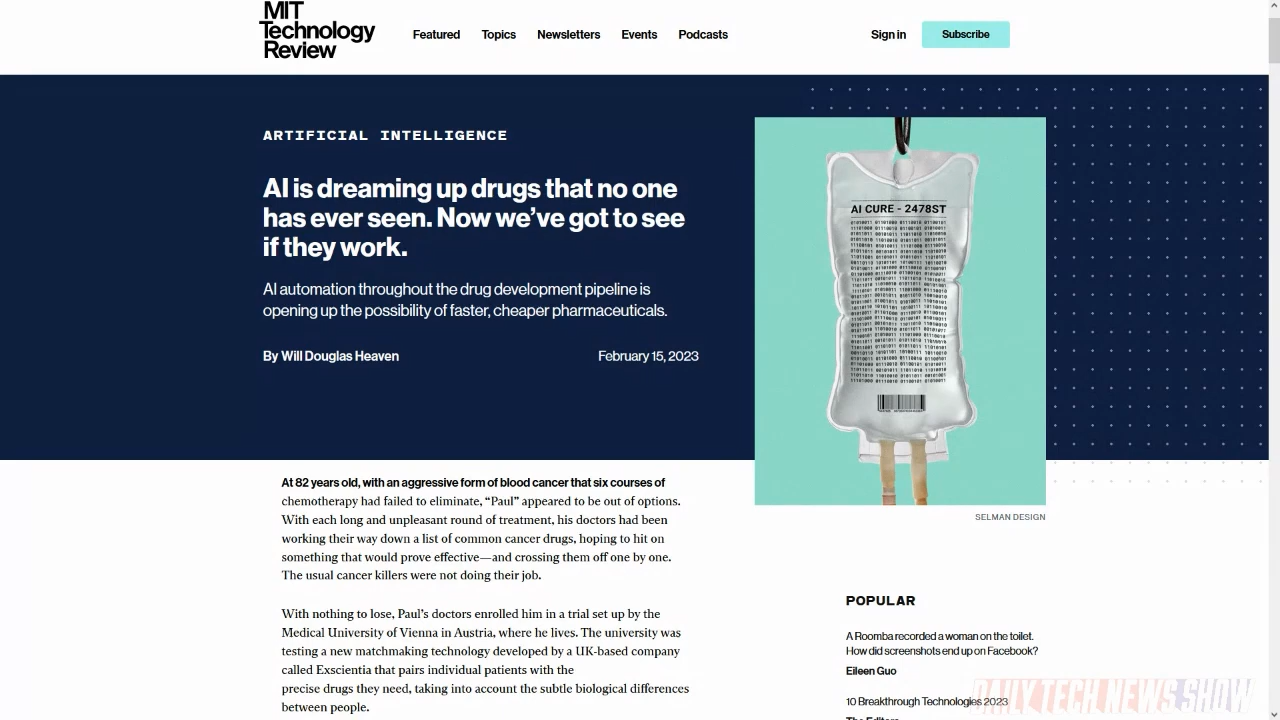 MIT
Technology
Review
Featured
Topics
Newsletters
Events
Podcasts
Sign in
Subscribe
ARTIFICIAL INTELLIGENCE
AI is dreaming up drugs that no one
has ever seen. Now we've got to see
if they work.
AI automation throughout the drug development pipeline is
opening up the possibility of faster, cheaper pharmaceuticals.
By Will Douglas Heaven
February 15, 2023
AI CURE - 2478ST
SELMAN DESIGN
At 82 years old, with an aggressive form of blood cancer that six courses of
chemotherapy had failed to eliminate, “Paul” appeared to be out of options.
With each long and unpleasant round of treatment, his doctors had been
working their way down a list of common cancer drugs, hoping to hit on
something that would prove effective—and crossing them off one by one.
The usual cancer killers were not doing their job.
With nothing to lose, Paul’s doctors enrolled him in a trial set up by the
Medical University of Vienna in Austria, where he lives. The university was
testing a new matchmaking technology developed by a UK-based company
called Exscientia that pairs individual patients with the
precise drugs they need, taking into account the subtle biological differences
between people.
POPULAR
A Roomba recorded a woman on the toilet.
How did screenshots end up on Facebook?
Eileen Guo
10 Breakthrough Technologies 2023
The Editors
DAILY TECH NEWS SHOW